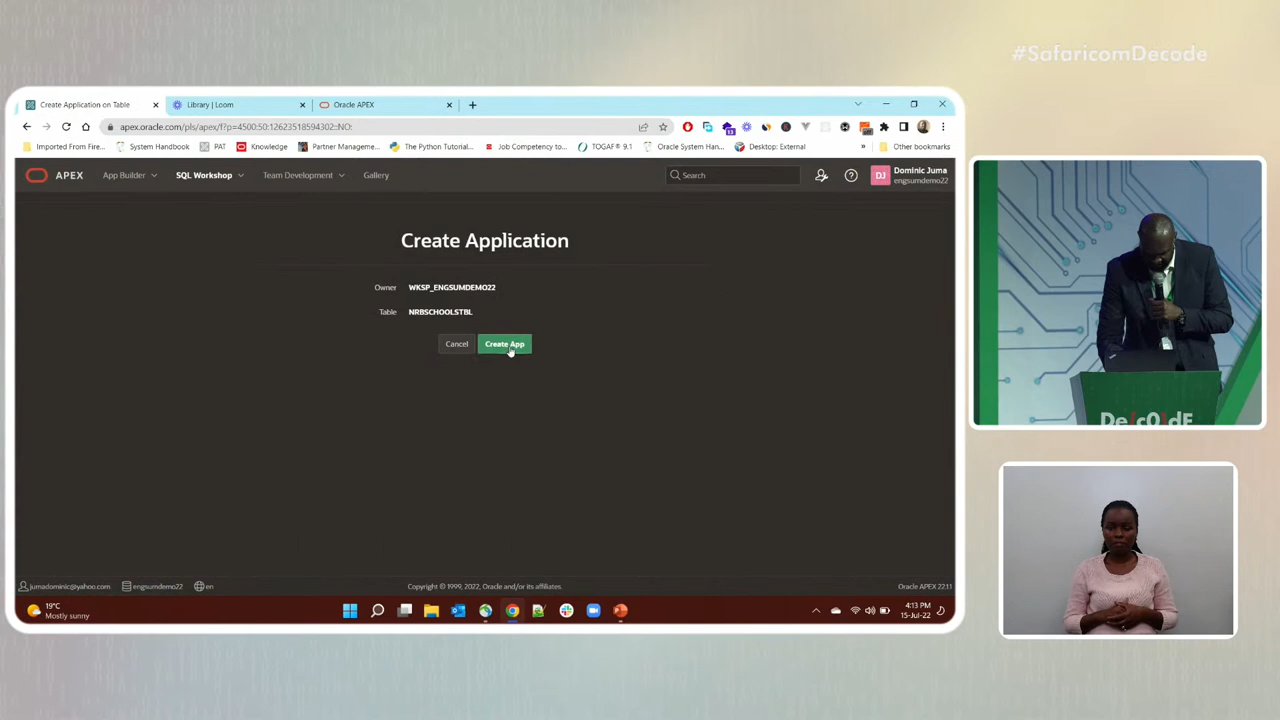 #SafaricomDecode
Create Application on Table
Library | Loom
Oracle APEX
apex.oracle.com/pls/apex/f?p=4500:50:12623518594302::NO:
Imported From Fire...
System Handbook
PAT
Knowledge
Partner Manageme...
The Python Tutorial...
Job Competency to...
TOGAF® 9.1
Oracle System Han...
Desktop: External
»
Other bookmarks
APEX
App Builder
SQL Workshop
Team Development
Gallery
Search
DJ
Dominic Juma
engsumdemo22
Create Application
Owner WKSP_ENGSUMDEMO22
Table NRBSCHOOLSTBL
Cancel
Create App
jumadominic@yahoo.com
engsumdemo22
en
Copyright © 1999, 2022, Oracle and/or its affiliates.
Oracle APEX 22.1.1
19°C
Mostly sunny
4:13 PM
15-Jul-22